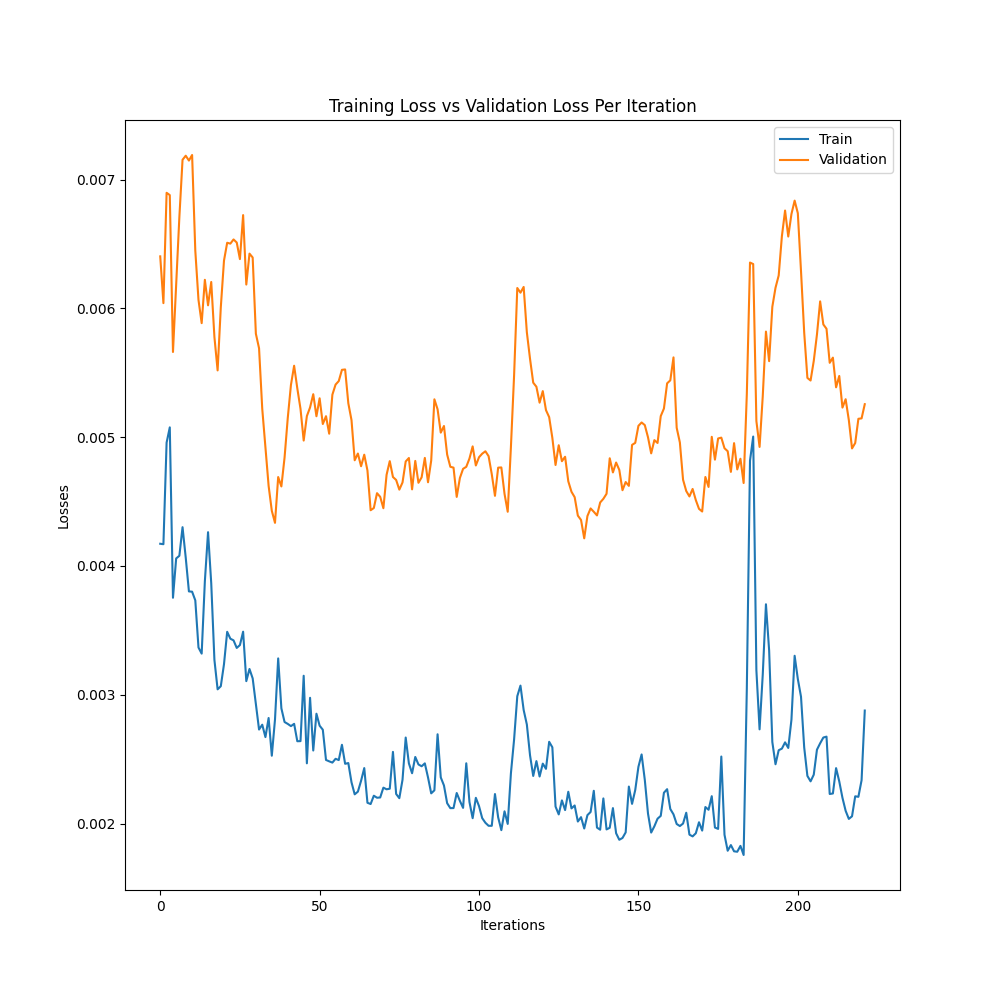 Training Loss vs Validation Loss Per Iteration
Train
Validation
0.007
0.006
0.005
0.004
0.003
0.002
Losses
0 50 100 150 200
Iterations